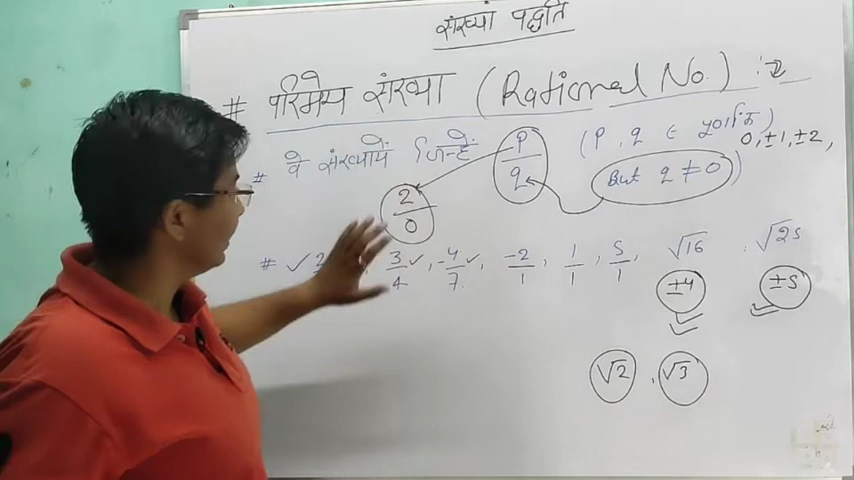 संख्या पद्धति
# परिमेय संख्या (Rational No.) :-
# वे संख्यायें जिन्हें p/q (p, q ∈ पूर्णांक) 0, ±1, ±2,
But q ≠ 0)
2/0
# ✓ 3/4 ✓, -4/7 ✓, -2/1, 1/1, 5/1 √16, √25
±4 ±5
√2, √3